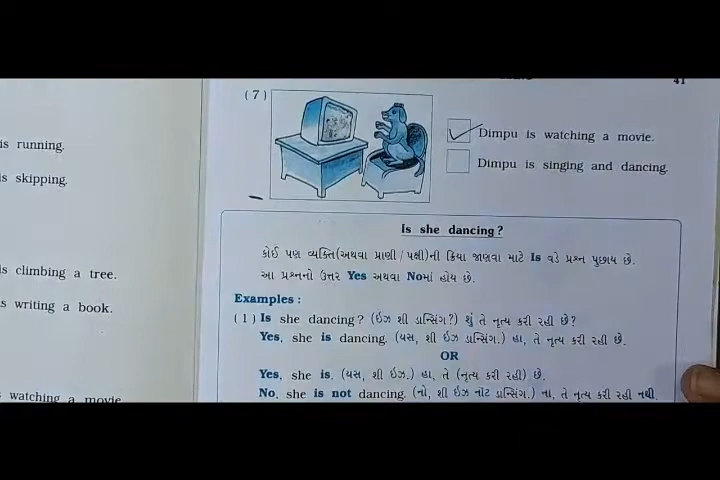 41
is running.
is skipping.
is climbing a tree.
s writing a book.
watching a movie
(7)
Dimpu is watching a movie.
Dimpu is singing and dancing.
Is she dancing?
કોઈ પણ વ્યક્તિ(અથવા પ્રાણી / પક્ષી)ની ક્રિયા જાણવા માટે Is વડે પ્રશ્ન પુછાય છે.
આ પ્રશ્નનો ઉત્તર Yes અથવા Noમાં હોય છે.
Examples :
(1) Is she dancing? (ઇઝ શી ડાન્સિંગ?) શું તે નૃત્ય કરી રહી છે?
Yes, she is dancing. (યસ, શી ઇઝ ડાન્સિંગ.) હા, તે નૃત્ય કરી રહી છે.
OR
Yes, she is. (યસ, શી ઇઝ.) હા, તે (નૃત્ય કરી રહી) છે.
No, she is not dancing. (નો, શી ઇઝ નૉટ ડાન્સિંગ.) ના, તે નૃત્ય કરી રહી નથી.